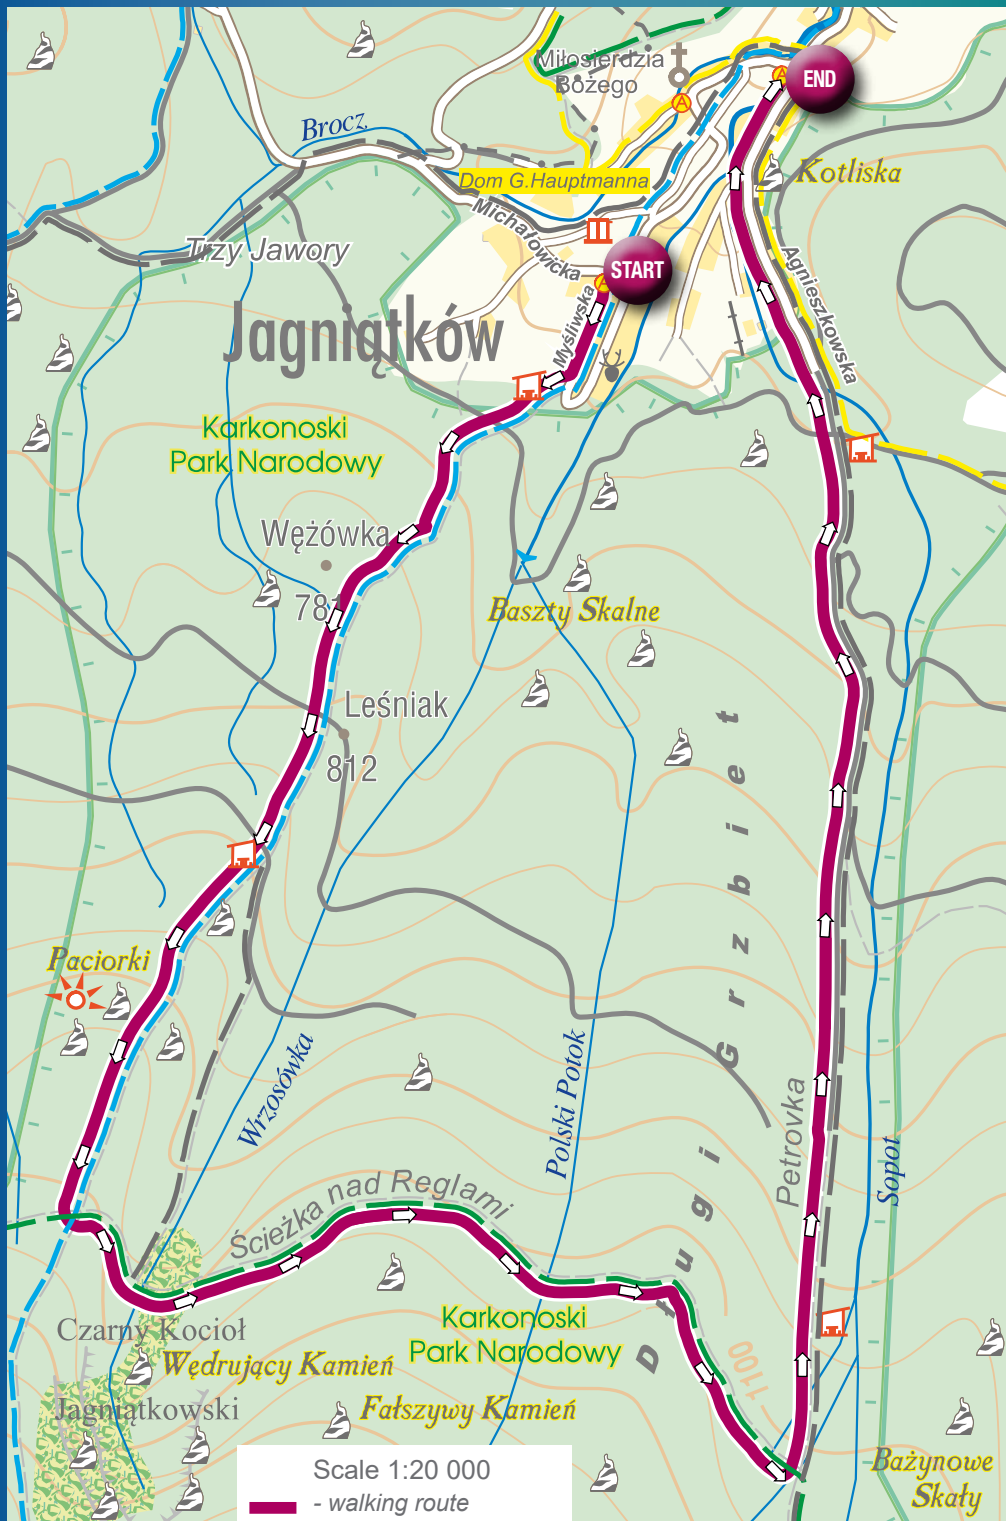 Miłosierdzia
Bożego
END
Brocz
Kotliska
Dom G.Hauptmanna
Michałowicka
Trzy Jawory
START
Agnieszkowska
Myśliwska
Jagniątków
Karkonoski
Park Narodowy
Wężówka
781
Baszty Skalne
Leśniak
812
Długi Grzbiet
Paciorki
Wrzosówka
Polski Potok
Petrovka
Sopot
Ścieżka nad Reglami
Karkonoski
Park Narodowy
1100
Czarny Kocioł
Jagniątkowski
Wędrujący Kamień
Fałszywy Kamień
Bażynowe
Skały
Scale 1:20 000
- walking route
A
A
A